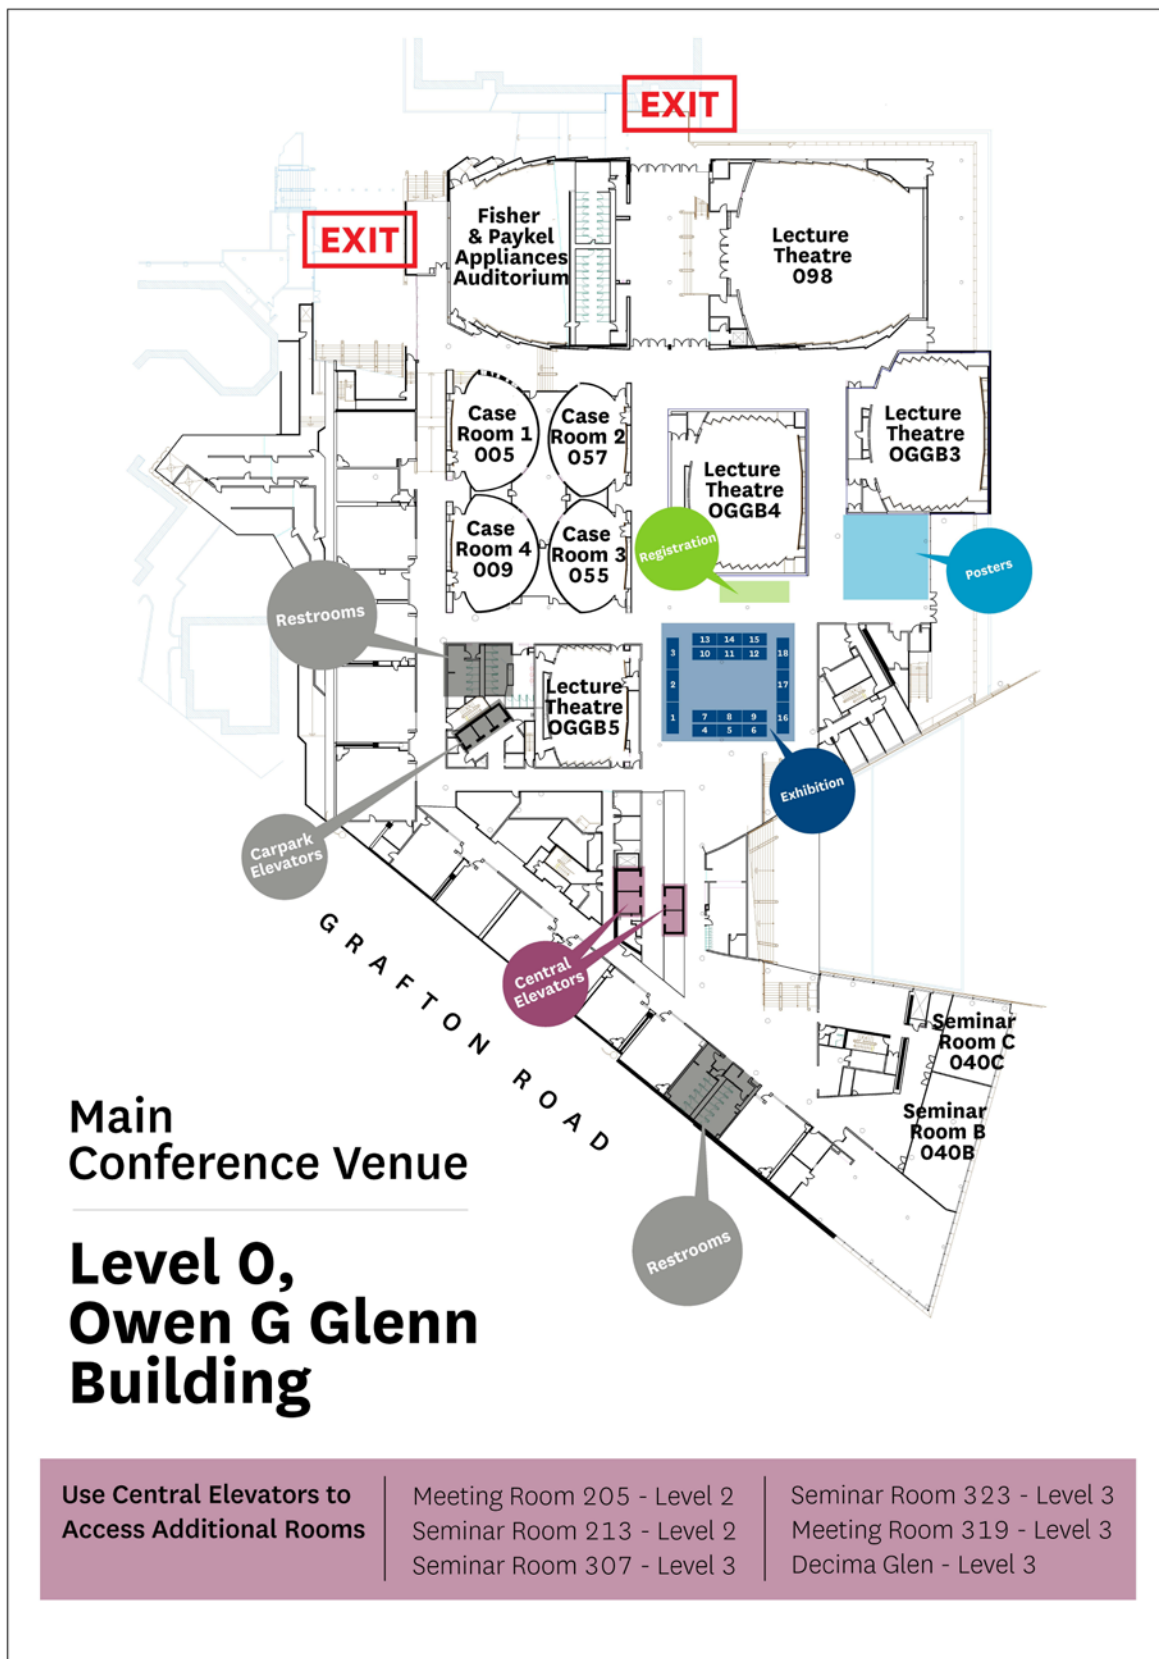 EXIT
EXIT
Fisher
& Paykel
Appliances
Auditorium
Lecture
Theatre
098
Case
Room 1
005
Case
Room 2
057
Lecture
Theatre
OGGB4
Lecture
Theatre
OGGB3
Case
Room 4
009
Case
Room 3
055
Registration
Posters
Restrooms
Lecture
Theatre
OGGB5
13 14 15
10 11 12
3
2
1
18
17
16
7 8 9
4 5 6
Exhibition
Carpark
Elevators
Central
Elevators
GRAFTON ROAD
Seminar
Room C
040C
Seminar
Room B
040B
Restrooms
Main
Conference Venue
Level 0,
Owen G Glenn
Building
Use Central Elevators to
Access Additional Rooms
Meeting Room 205 - Level 2
Seminar Room 213 - Level 2
Seminar Room 307 - Level 3
Seminar Room 323 - Level 3
Meeting Room 319 - Level 3
Decima Glen - Level 3